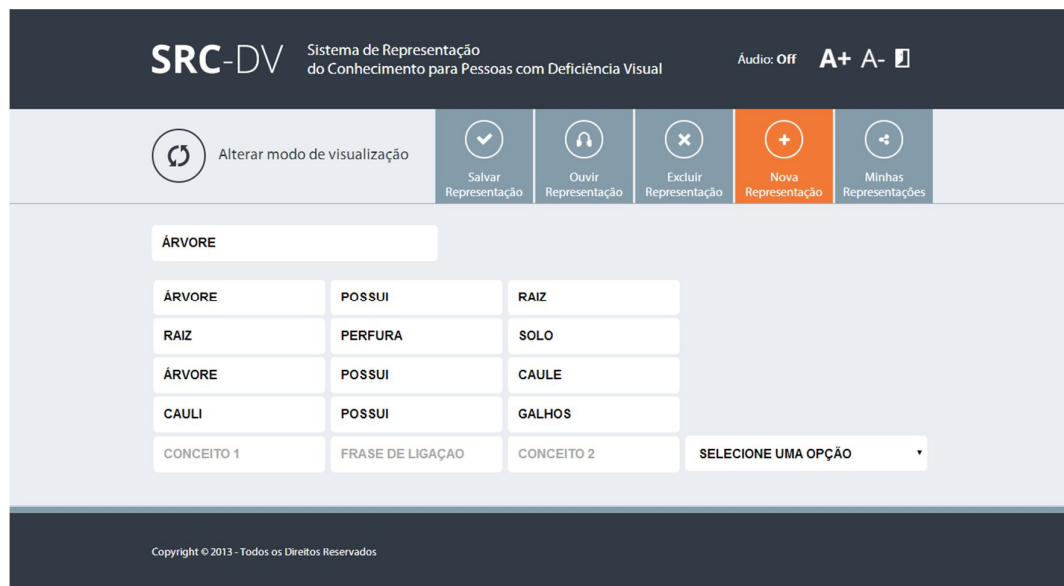 SRC-DV
Sistema de Representação
do Conhecimento para Pessoas com Deficiência Visual
Áudio: Off A+ A-
Alterar modo de visualização
Salvar
Representação
Ouvir
Representação
Excluir
Representação
Nova
Representação
Minhas
Representações
ÁRVORE
ÁRVORE POSSUI RAIZ
RAIZ PERFURA SOLO
ÁRVORE POSSUI CAULE
CAULI POSSUI GALHOS
CONCEITO 1 FRASE DE LIGAÇAO CONCEITO 2 SELECIONE UMA OPÇÃO
Copyright © 2013 - Todos os Direitos Reservados